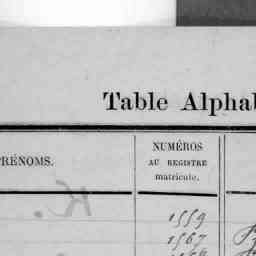 Table Alphab
PRÉNOMS.
NUMÉROS
AU REGISTRE
matricule.
1559
1567